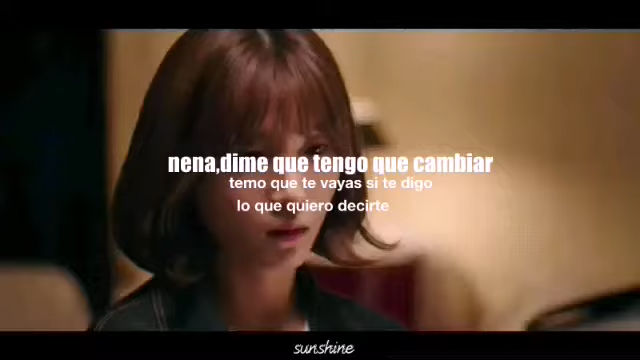 nena,dime que tengo que cambiar
temo que te vayas si te digo
lo que quiero decirte
sunshine